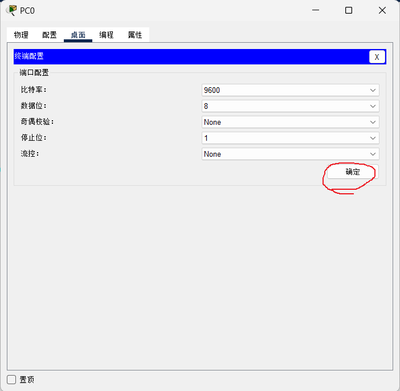 PC0
物理 配置 桌面 编程 属性
终端配置 X
端口配置
比特率: 9600
数据位: 8
奇偶校验: None
停止位: 1
流控: None
确定
置顶